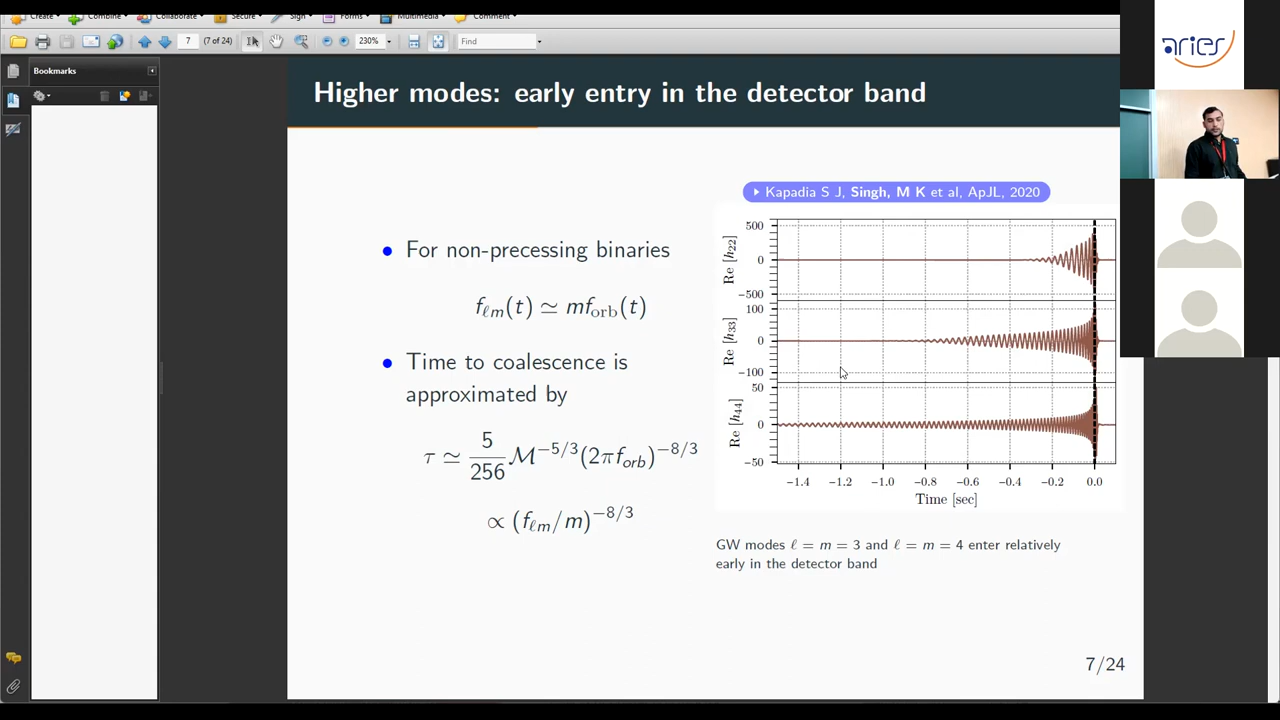 Create
Combine
Collaborate
Secure
Sign
Forms
Multimedia
Comment
7 (7 of 24) 230% Find
Bookmarks
aries
Higher modes: early entry in the detector band
Kapadia S J, Singh, M K et al, ApJL, 2020
• For non-precessing binaries
fℓm(t) ≃ mforb(t)
• Time to coalescence is
approximated by
τ ≃ 5/256 ℳ−5/3(2πforb)−8/3
∝ (fℓm/m)−8/3
Re [h22]
500
0
−500
Re [h33]
100
0
−100
Re [h44]
50
0
−50
−1.4 −1.2 −1.0 −0.8 −0.6 −0.4 −0.2 0.0
Time [sec]
GW modes ℓ = m = 3 and ℓ = m = 4 enter relatively
early in the detector band
7/24